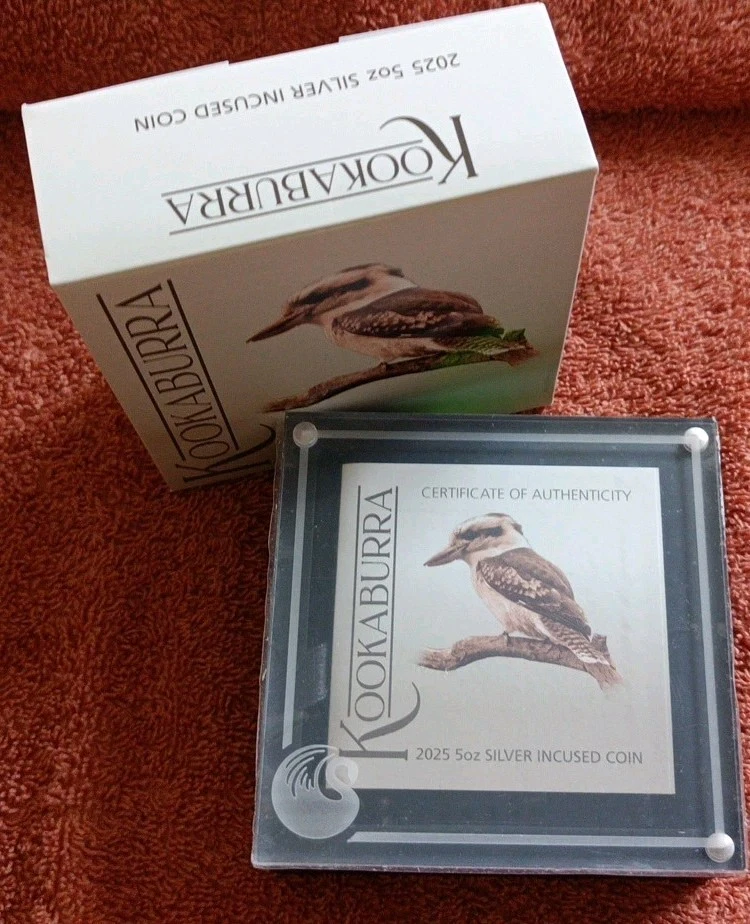 2025 5oz SILVER INCUSED COIN
KOOKABURRA
KOOKABURRA
CERTIFICATE OF AUTHENTICITY
KOOKABURRA
2025 5oz SILVER INCUSED COIN